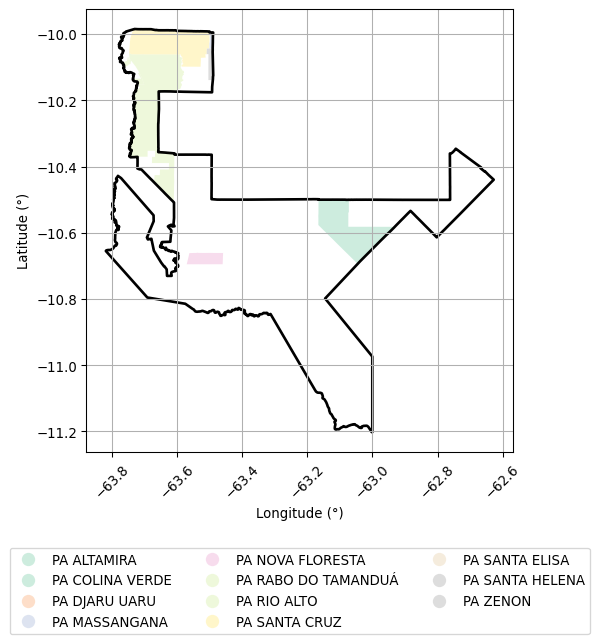 −10.0
−10.2
−10.4
−10.6
−10.8
−11.0
−11.2
Latitude (°)
−63.8 −63.6 −63.4 −63.2 −63.0 −62.8 −62.6
Longitude (°)
PA ALTAMIRA
PA COLINA VERDE
PA DJARU UARU
PA MASSANGANA
PA NOVA FLORESTA
PA RABO DO TAMANDUÁ
PA RIO ALTO
PA SANTA CRUZ
PA SANTA ELISA
PA SANTA HELENA
PA ZENON